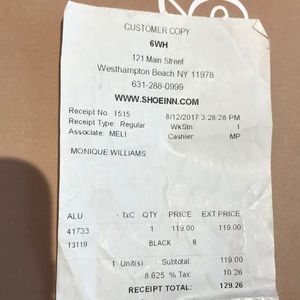 CUSTOMER COPY
6WH
121 Main Street
Westhampton Beach NY 11978
631-288-0999
WWW.SHOEINN.COM
Receipt No: 1515 8/12/2017 3:28:28 PM
Receipt Type: Regular WkStn: 1
Associate: MELI Cashier: MP
MONIQUE WILLIAMS
ALU TxC QTY PRICE EXT PRICE
41733 1 119.00 119.00
13119 BLACK 8
1 Unit(s) Subtotal: 119.00
8.625 % Tax: 10.26
RECEIPT TOTAL: 129.26